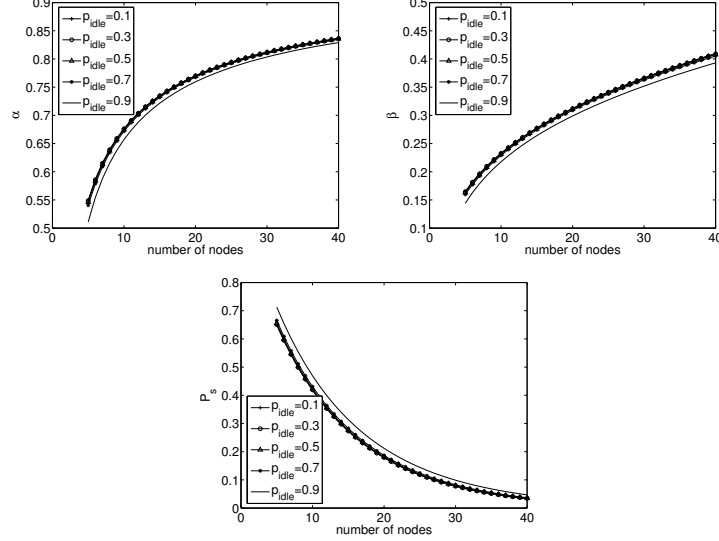 0.9
0.85
0.8
0.75
0.7
0.65
0.6
0.55
0.5
α
p_idle=0.1
p_idle=0.3
p_idle=0.5
p_idle=0.7
p_idle=0.9
0 10 20 30 40
number of nodes
0.5
0.45
0.4
0.35
0.3
0.25
0.2
0.15
0.1
β
p_idle=0.1
p_idle=0.3
p_idle=0.5
p_idle=0.7
p_idle=0.9
0 10 20 30 40
number of nodes
0.8
0.7
0.6
0.5
0.4
0.3
0.2
0.1
0
P_s
p_idle=0.1
p_idle=0.3
p_idle=0.5
p_idle=0.7
p_idle=0.9
0 10 20 30 40
number of nodes